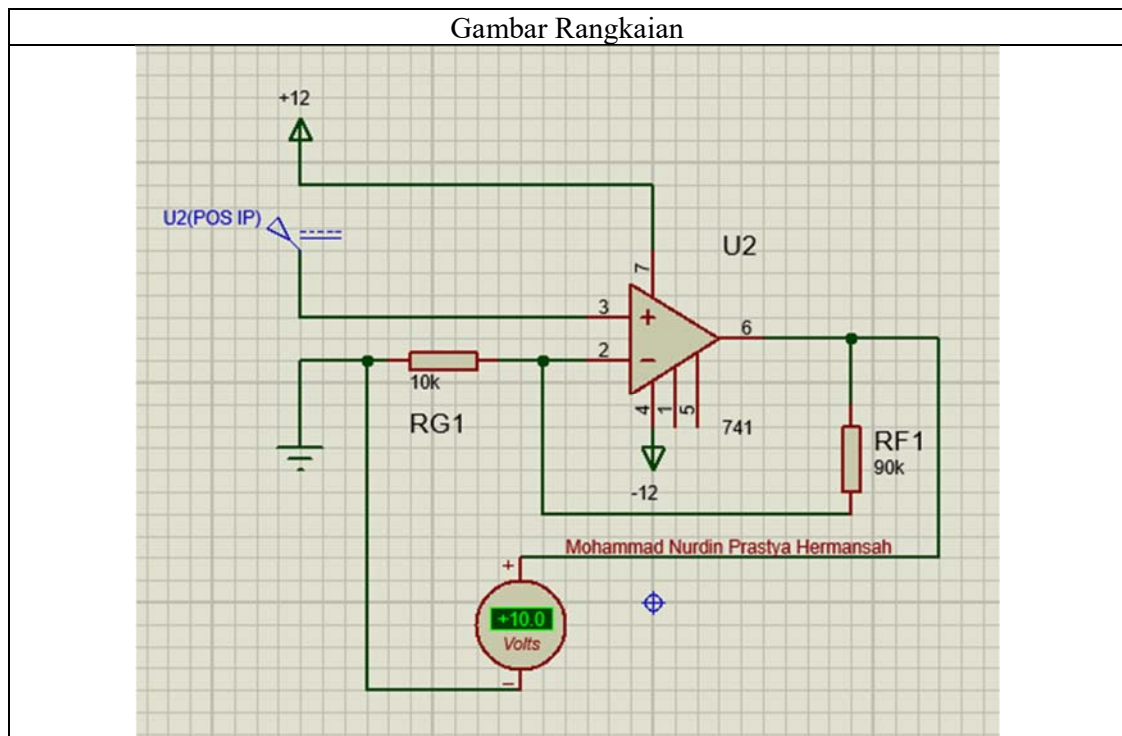 Gambar Rangkaian
+12
U2(POS IP)
U2
7
3
+
6
2
−
10k
RG1
4
1
5
741
RF1
90k
-12
Mohammad Nurdin Prastya Hermansah
+
+10.0
Volts
−